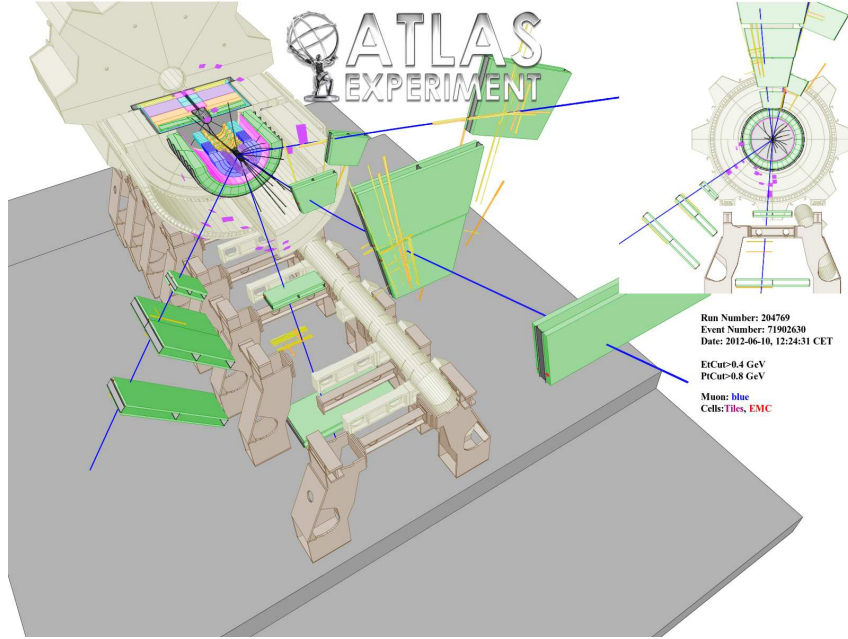 ATLAS
EXPERIMENT
Run Number: 204769
Event Number: 71902630
Date: 2012-06-10, 12:24:31 CET
EtCut>0.4 GeV
PtCut>0.8 GeV
Muon: blue
Cells:Tiles, EMC